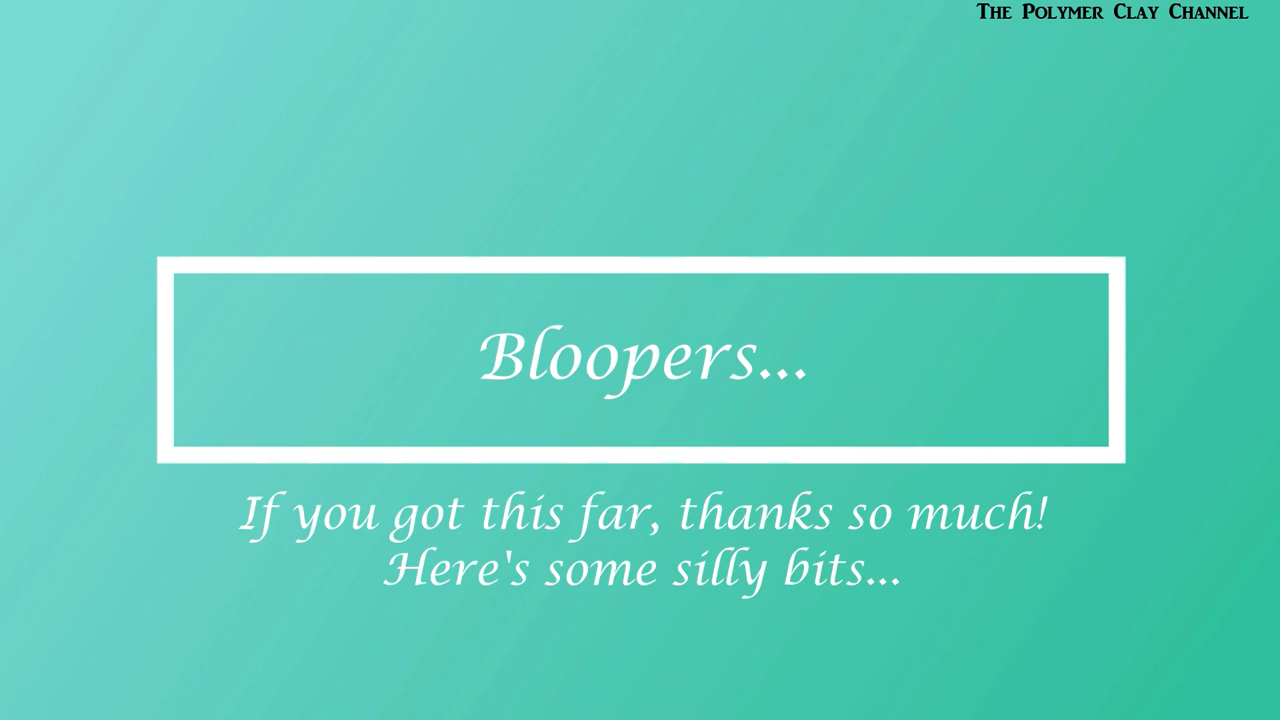 The Polymer Clay Channel
Bloopers...
If you got this far, thanks so much!
Here's some silly bits...